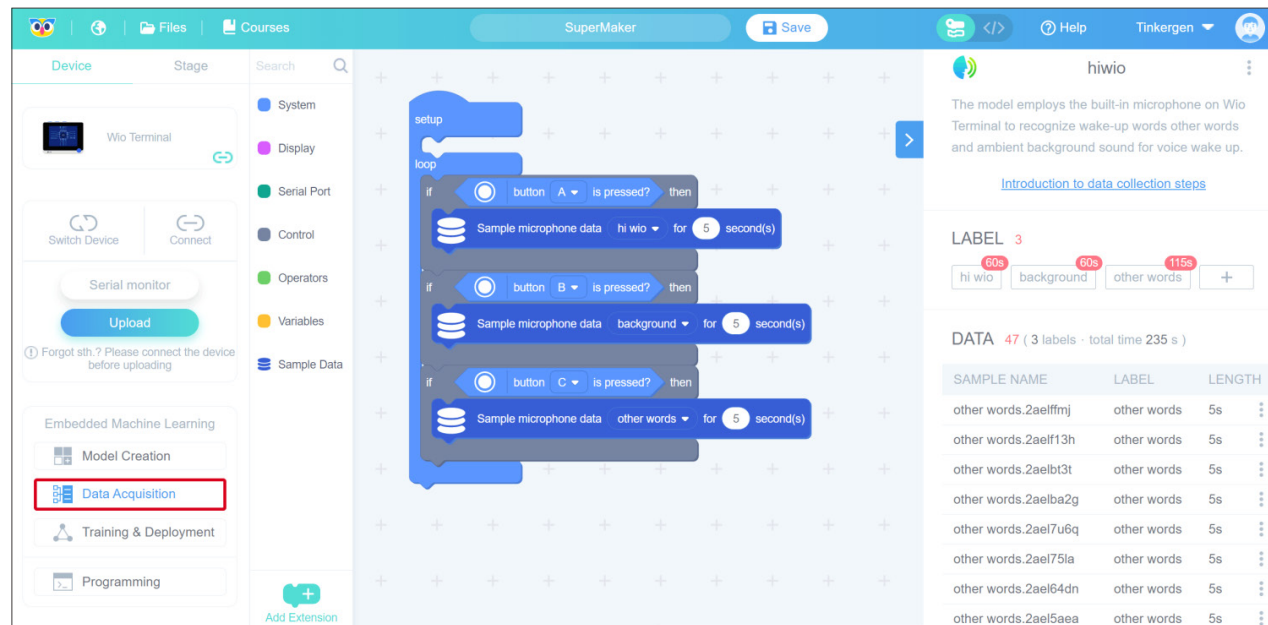 Files
Courses
SuperMaker
Save
</>
Help
Tinkergen
Device
Stage
Wio Terminal
Switch Device
Connect
Serial monitor
Upload
Forgot sth.? Please connect the device
before uploading
Embedded Machine Learning
Model Creation
Data Acquisition
Training & Deployment
Programming
Search
System
Display
Serial Port
Control
Operators
Variables
Sample Data
Add Extension
setup
loop
if button A is pressed? then
Sample microphone data hi wio for 5 second(s)
if button B is pressed? then
Sample microphone data background for 5 second(s)
if button C is pressed? then
Sample microphone data other words for 5 second(s)
hiwio
The model employs the built-in microphone on Wio
Terminal to recognize wake-up words other words
and ambient background sound for voice wake up.
Introduction to data collection steps
LABEL 3
60s 60s 115s
hi wio background other words +
DATA 47 ( 3 labels · total time 235 s )
SAMPLE NAME LABEL LENGTH
other words.2aelffmj other words 5s
other words.2aelf13h other words 5s
other words.2aelbt3t other words 5s
other words.2aelba2g other words 5s
other words.2ael7u6q other words 5s
other words.2ael75la other words 5s
other words.2ael64dn other words 5s
other words.2ael5aea other words 5s